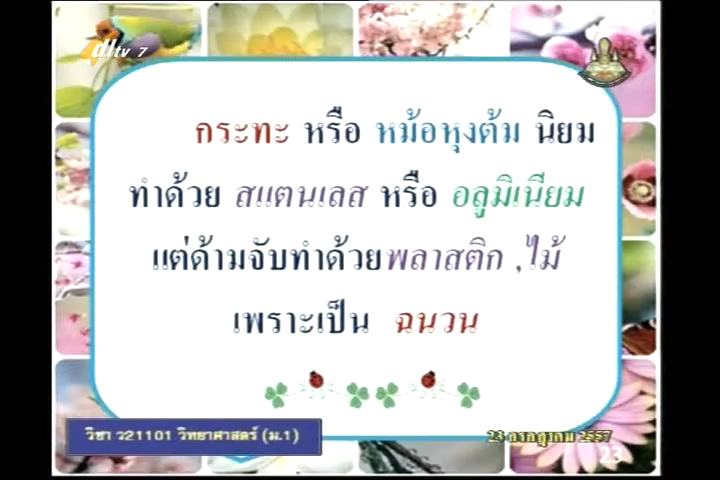 dltv 7
กระทะ หรือ หม้อหุงต้ม นิยม
ทำด้วย สแตนเลส หรือ อลูมิเนียม
แต่ด้ามจับทำด้วยพลาสติก ,ไม้
เพราะเป็น ฉนวน
วิชา ว21101 วิทยาศาสตร์ (ม.1)
23 กรกฎาคม 2557
23